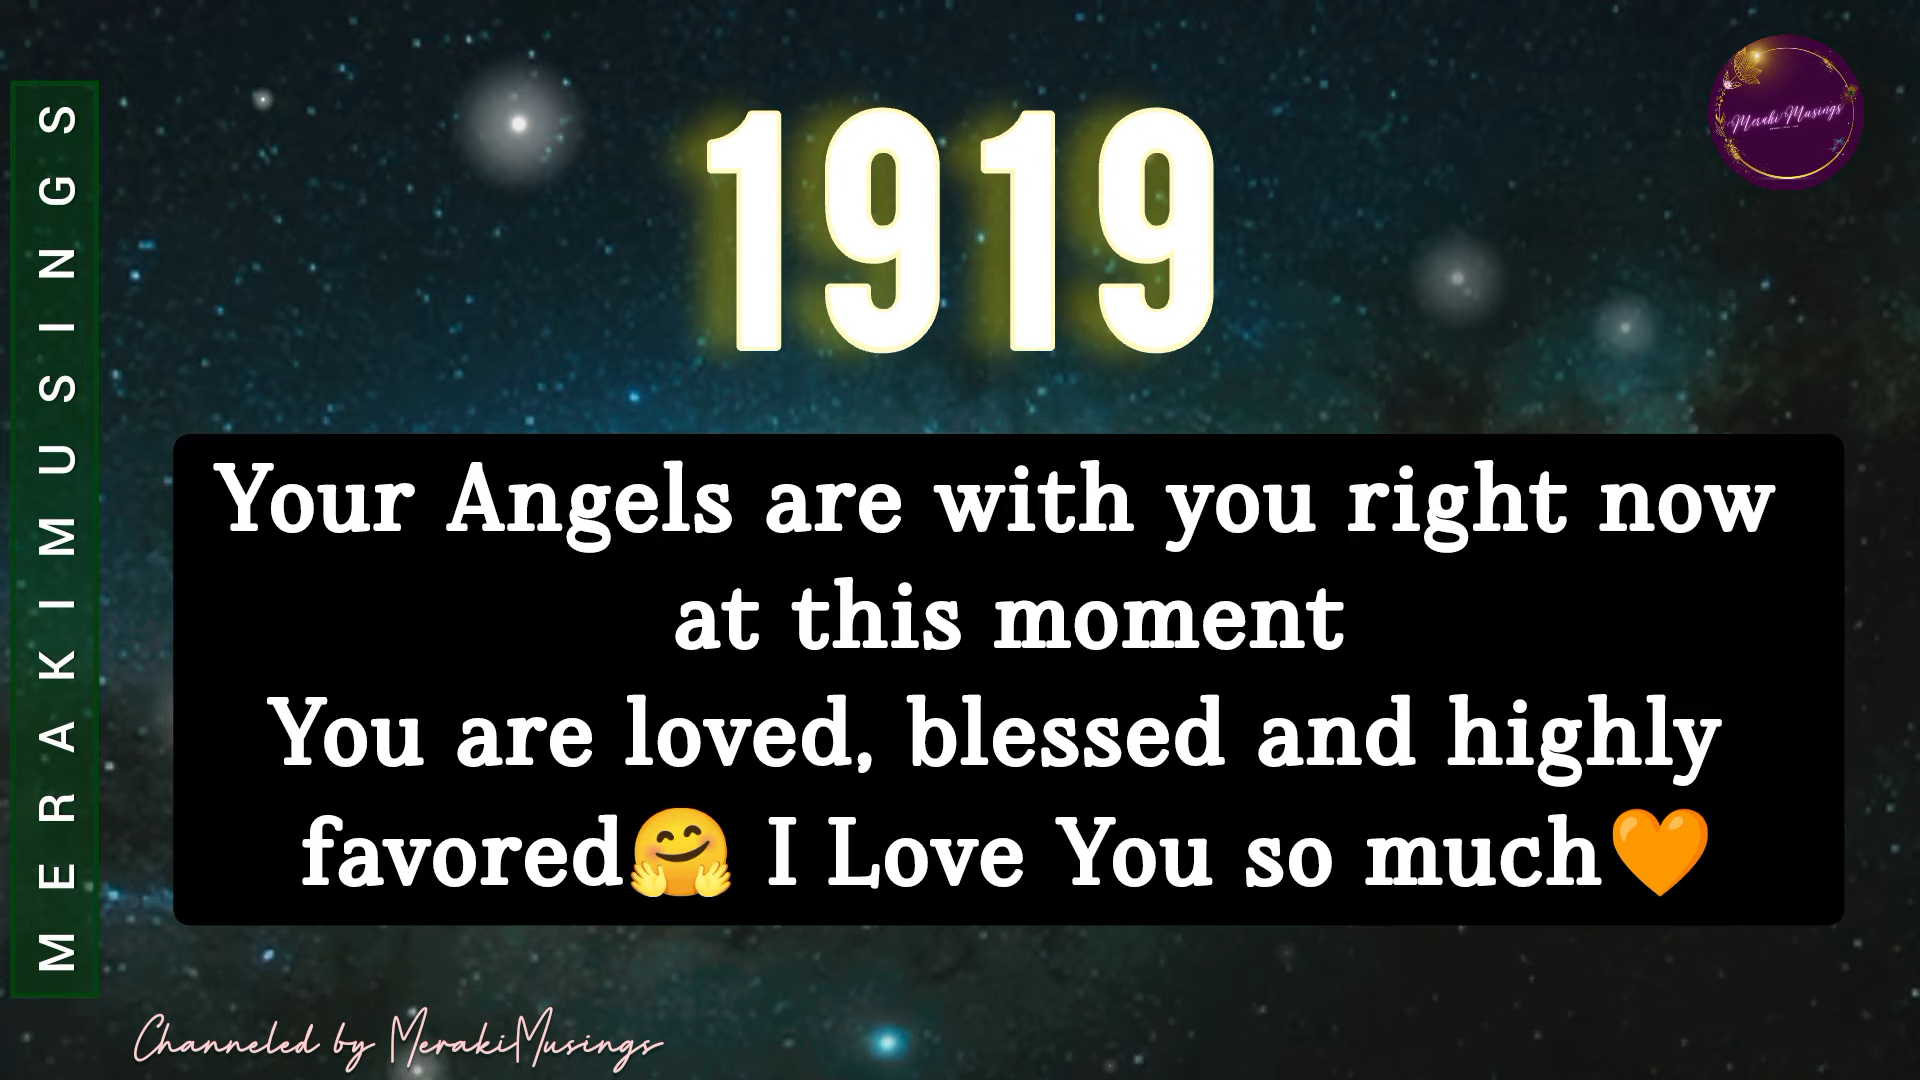 MERAKIMUSINGS
1919
Meraki Musings
Your Angels are with you right now
at this moment
You are loved, blessed and highly
favored🤗 I Love You so much🧡
Channeled by MerakiMusings